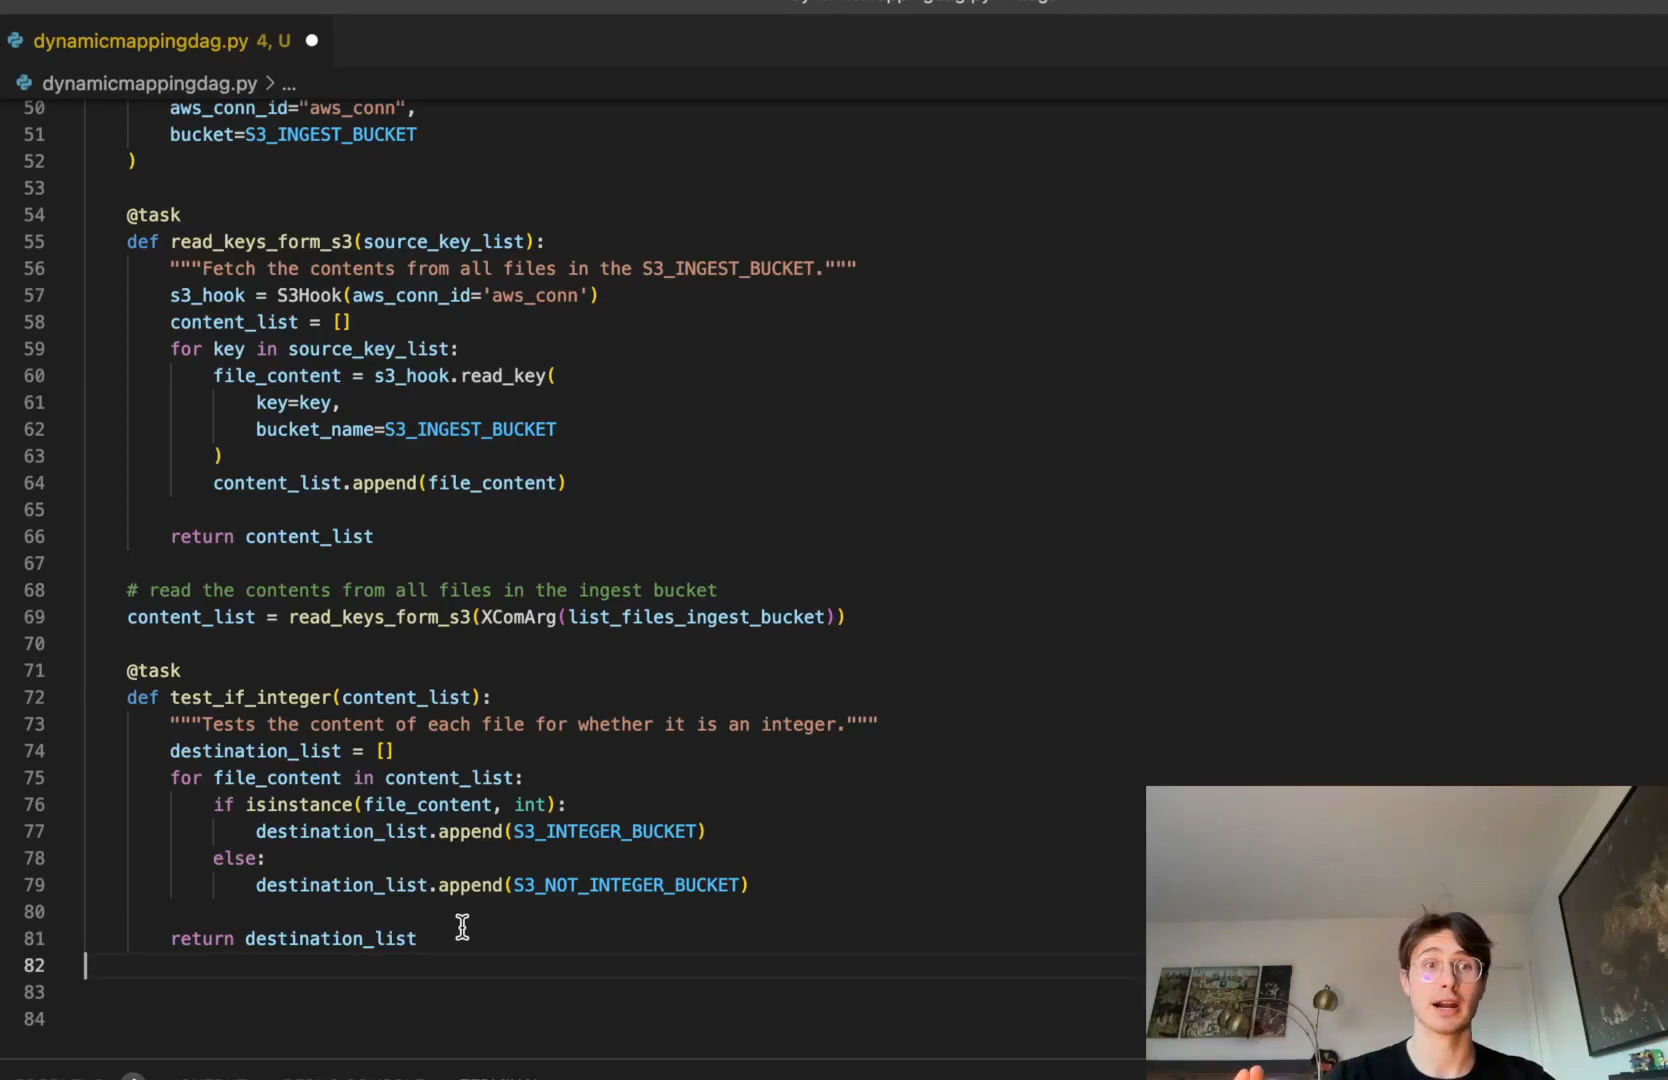 dynamicmappingdag.py 4, U
dynamicmappingdag.py > ...
50 aws_conn_id="aws_conn",
51 bucket=S3_INGEST_BUCKET
52 )
53
54 @task
55 def read_keys_form_s3(source_key_list):
56 """Fetch the contents from all files in the S3_INGEST_BUCKET."""
57 s3_hook = S3Hook(aws_conn_id='aws_conn')
58 content_list = []
59 for key in source_key_list:
60 file_content = s3_hook.read_key(
61 key=key,
62 bucket_name=S3_INGEST_BUCKET
63 )
64 content_list.append(file_content)
65
66 return content_list
67
68 # read the contents from all files in the ingest bucket
69 content_list = read_keys_form_s3(XComArg(list_files_ingest_bucket))
70
71 @task
72 def test_if_integer(content_list):
73 """Tests the content of each file for whether it is an integer."""
74 destination_list = []
75 for file_content in content_list:
76 if isinstance(file_content, int):
77 destination_list.append(S3_INTEGER_BUCKET)
78 else:
79 destination_list.append(S3_NOT_INTEGER_BUCKET)
80
81 return destination_list
82
83
84